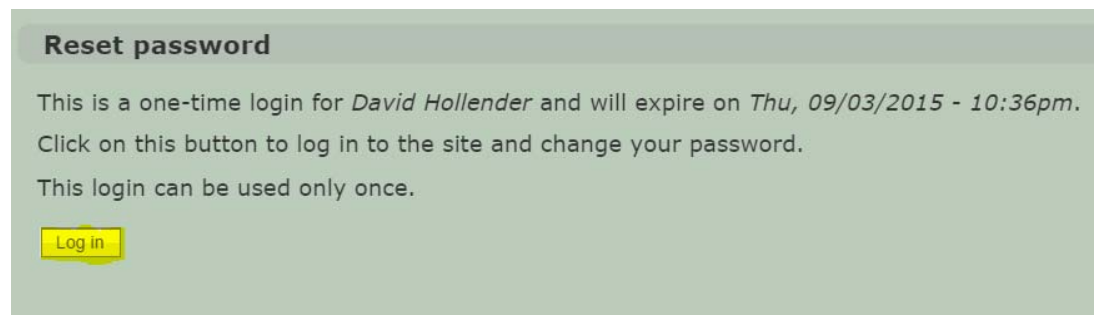 Reset password
This is a one-time login for David Hollender and will expire on Thu, 09/03/2015 - 10:36pm.
Click on this button to log in to the site and change your password.
This login can be used only once.
Log in